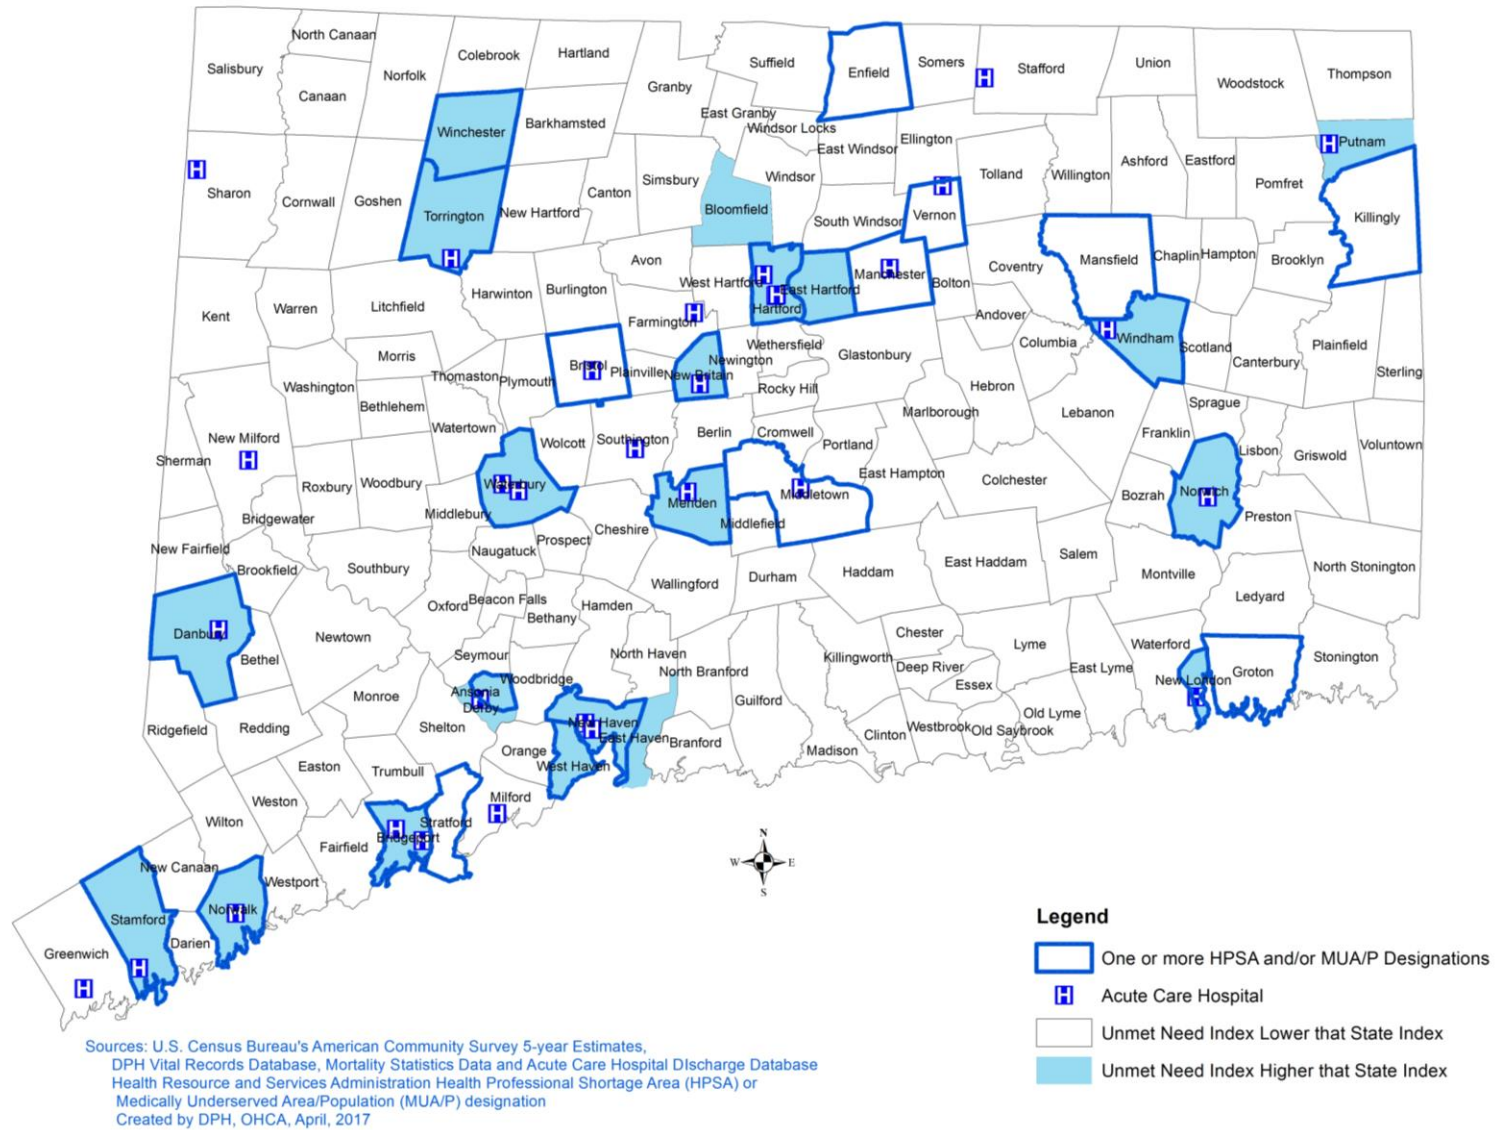 North Canaan
Colebrook
Hartland
Salisbury
Norfolk
Canaan
Granby
Suffield
Enfield
Somers
Stafford
Union
Woodstock
Thompson
East Granby
Windsor Locks
Winchester
Barkhamsted
East Windsor
Ellington
Putnam
Sharon
Cornwall
Goshen
Torrington
New Hartford
Canton
Simsbury
Bloomfield
Windsor
South Windsor
Vernon
Tolland
Willington
Ashford
Eastford
Pomfret
Killingly
Kent
Warren
Litchfield
Harwinton
Burlington
Avon
West Hartford
Farmington
Hartford
East Hartford
Manchester
Bolton
Coventry
Mansfield
Chaplin
Hampton
Brooklyn
Andover
Columbia
Windham
Scotland
Canterbury
Plainfield
Sterling
Morris
Washington
Bethlehem
Thomaston
Plymouth
Bristol
Plainville
New Britain
Newington
Wethersfield
Rocky Hill
Glastonbury
Hebron
Marlborough
Lebanon
Sprague
Franklin
Lisbon
Griswold
Voluntown
Sherman
New Milford
Watertown
Wolcott
Southington
Berlin
Cromwell
Portland
East Hampton
Colchester
Bozrah
Norwich
Preston
Roxbury
Woodbury
Bridgewater
Middlebury
Waterbury
Cheshire
Meriden
Middlefield
Middletown
New Fairfield
Brookfield
Southbury
Naugatuck
Prospect
Wallingford
Durham
Haddam
East Haddam
Salem
Montville
North Stonington
Ledyard
Oxford
Beacon Falls
Bethany
Hamden
Danbury
Bethel
Newtown
Seymour
Woodbridge
North Haven
North Branford
Killingworth
Chester
Deep River
Essex
Lyme
East Lyme
Waterford
New London
Groton
Stonington
Ridgefield
Redding
Monroe
Ansonia
Derby
Shelton
Orange
New Haven
East Haven
West Haven
Branford
Guilford
Madison
Clinton
Westbrook
Old Saybrook
Old Lyme
Easton
Trumbull
Milford
Stratford
Bridgeport
Fairfield
Weston
Wilton
New Canaan
Westport
Norwalk
Stamford
Darien
Greenwich
N
W
E
S
Legend
One or more HPSA and/or MUA/P Designations
H Acute Care Hospital
Unmet Need Index Lower that State Index
Unmet Need Index Higher that State Index
Sources: U.S. Census Bureau's American Community Survey 5-year Estimates,
DPH Vital Records Database, Mortality Statistics Data and Acute Care Hospital DIscharge Database
Health Resource and Services Administration Health Professional Shortage Area (HPSA) or
Medically Underserved Area/Population (MUA/P) designation
Created by DPH, OHCA, April, 2017